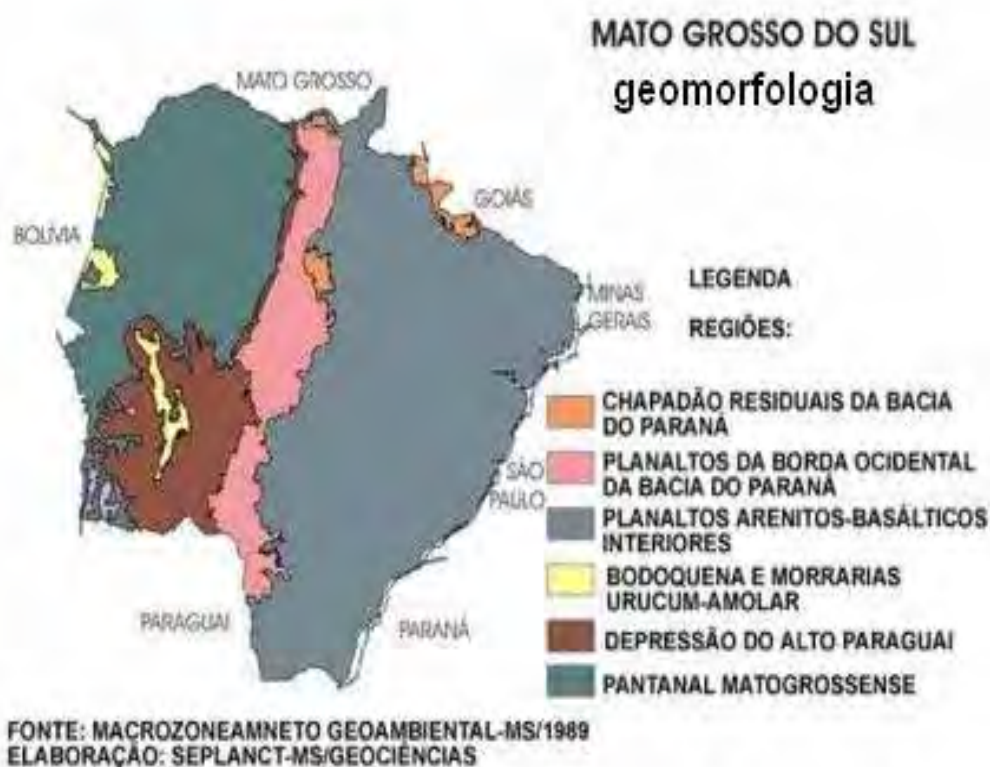 MATO GROSSO DO SUL
geomorfologia
MATO GROSSO
GOIÁS
BOLÍVIA
MINAS
GERAIS
SÃO
PAULO
PARAGUAI
PARANÁ
LEGENDA
REGIÕES:
CHAPADÃO RESIDUAIS DA BACIA
DO PARANÁ
PLANALTOS DA BORDA OCIDENTAL
DA BACIA DO PARANÁ
PLANALTOS ARENITOS-BASÁLTICOS
INTERIORES
BODOQUENA E MORRARIAS
URUCUM-AMOLAR
DEPRESSÃO DO ALTO PARAGUAI
PANTANAL MATOGROSSENSE
FONTE: MACROZONEAMNETO GEOAMBIENTAL-MS/1989
ELABORAÇÃO: SEPLANCT-MS/GEOCIÊNCIAS